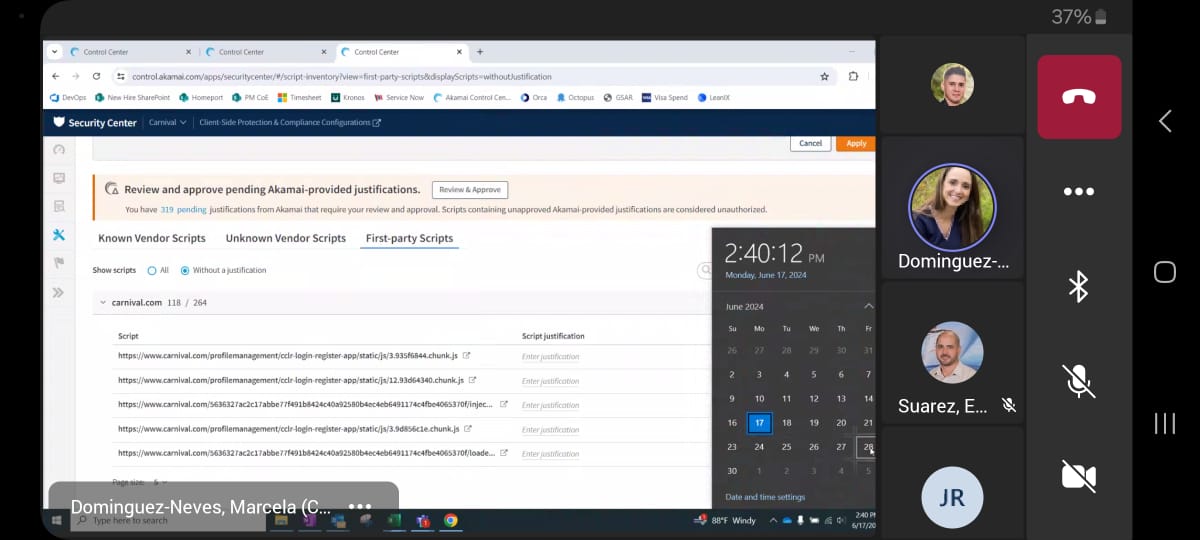 37%
Control Center
Control Center
Control Center
control.akamai.com/apps/securitycenter/#/script-inventory?view=first-party-scripts&displayScripts=withoutJustification
DevOps New Hire SharePoint Homeport PM CoE Timesheet Kronos Service Now Akamai Control Cen... Orca Octopus GSAR Visa Spend LeanIX
Security Center Carnival Client-Side Protection & Compliance Configurations
Cancel Apply
Review and approve pending Akamai-provided justifications. Review & Approve
You have 319 pending justifications from Akamai that require your review and approval. Scripts containing unapproved Akamai-provided justifications are considered unauthorized.
Known Vendor Scripts Unknown Vendor Scripts First-party Scripts
Show scripts All Without a justification
carnival.com 118 / 264
Script Script justification
https://www.carnival.com/profilemanagement/cclr-login-register-app/static/js/3.935f6844.chunk.js Enter justification
https://www.carnival.com/profilemanagement/cclr-login-register-app/static/js/12.93d64340.chunk.js Enter justification
https://www.carnival.com/5636327ac2c17abbe77f491b8424c40a92580b4ec4eb6491174c4fbe4065370f/injec... Enter justification
https://www.carnival.com/profilemanagement/cclr-login-register-app/static/js/3.9d856c1e.chunk.js Enter justification
https://www.carnival.com/5636327ac2c17abbe77f491b8424c40a92580b4ec4eb6491174c4fbe4065370f/loade... Enter justification
Page size: 5
2:40:12 PM
Monday, June 17, 2024
June 2024
Su Mo Tu We Th Fr
26 27 28 29 30 31
2 3 4 5 6 7
9 10 11 12 13 14
16 17 18 19 20 21
23 24 25 26 27 28
30 1 2 3 4 5
Date and time settings
Dominguez-Neves, Marcela (C...
Type here to search
88°F Windy
2:40 PM
6/17/20
Dominguez-...
Suarez, E...
JR